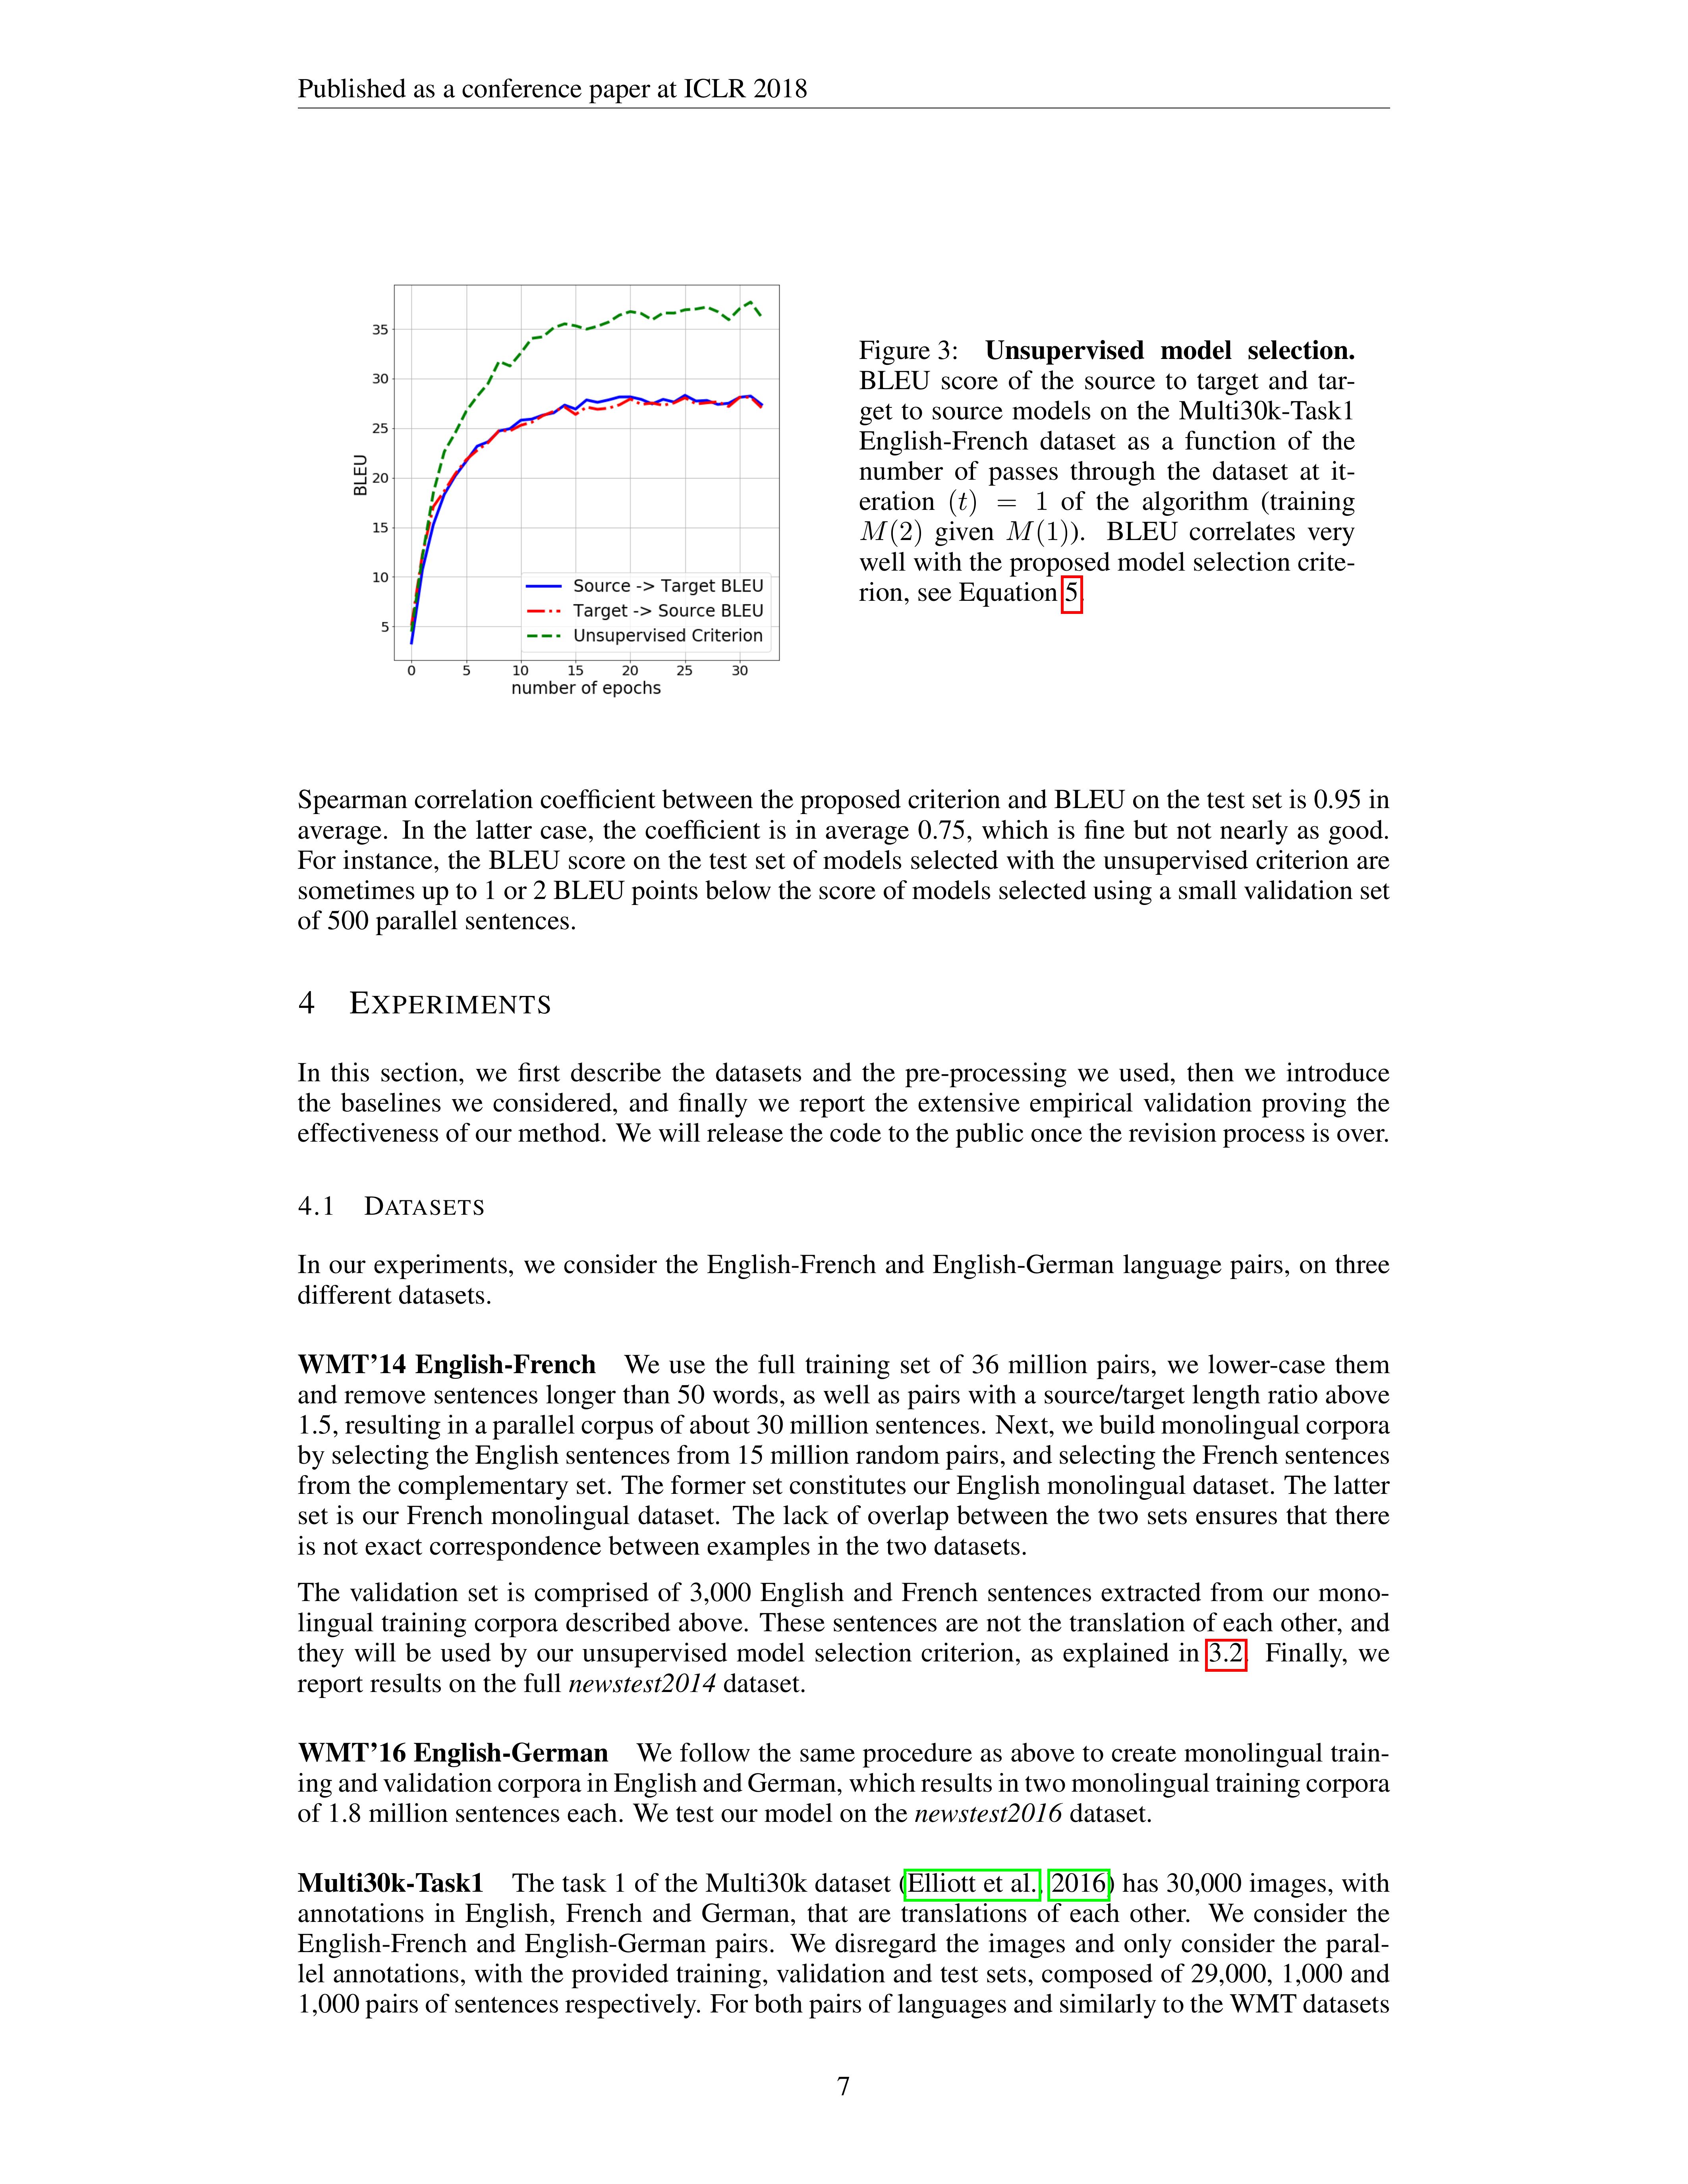 Published as a conference paper at ICLR 2018
35
30
25
20
15
10
5
BLEU
Source -> Target BLEU
Target -> Source BLEU
Unsupervised Criterion
0 5 10 15 20 25 30
number of epochs
Figure 3: Unsupervised model selection.
BLEU score of the source to target and tar-
get to source models on the Multi30k-Task1
English-French dataset as a function of the
number of passes through the dataset at it-
eration (t) = 1 of the algorithm (training
M(2) given M(1)). BLEU correlates very
well with the proposed model selection crite-
rion, see Equation 5.
Spearman correlation coefficient between the proposed criterion and BLEU on the test set is 0.95 in
average. In the latter case, the coefficient is in average 0.75, which is fine but not nearly as good.
For instance, the BLEU score on the test set of models selected with the unsupervised criterion are
sometimes up to 1 or 2 BLEU points below the score of models selected using a small validation set
of 500 parallel sentences.
4 EXPERIMENTS
In this section, we first describe the datasets and the pre-processing we used, then we introduce
the baselines we considered, and finally we report the extensive empirical validation proving the
effectiveness of our method. We will release the code to the public once the revision process is over.
4.1 DATASETS
In our experiments, we consider the English-French and English-German language pairs, on three
different datasets.
WMT'14 English-French We use the full training set of 36 million pairs, we lower-case them
and remove sentences longer than 50 words, as well as pairs with a source/target length ratio above
1.5, resulting in a parallel corpus of about 30 million sentences. Next, we build monolingual corpora
by selecting the English sentences from 15 million random pairs, and selecting the French sentences
from the complementary set. The former set constitutes our English monolingual dataset. The latter
set is our French monolingual dataset. The lack of overlap between the two sets ensures that there
is not exact correspondence between examples in the two datasets.
The validation set is comprised of 3,000 English and French sentences extracted from our mono-
lingual training corpora described above. These sentences are not the translation of each other, and
they will be used by our unsupervised model selection criterion, as explained in 3.2. Finally, we
report results on the full newstest2014 dataset.
WMT'16 English-German We follow the same procedure as above to create monolingual train-
ing and validation corpora in English and German, which results in two monolingual training corpora
of 1.8 million sentences each. We test our model on the newstest2016 dataset.
Multi30k-Task1 The task 1 of the Multi30k dataset (Elliott et al., 2016) has 30,000 images, with
annotations in English, French and German, that are translations of each other. We consider the
English-French and English-German pairs. We disregard the images and only consider the paral-
lel annotations, with the provided training, validation and test sets, composed of 29,000, 1,000 and
1,000 pairs of sentences respectively. For both pairs of languages and similarly to the WMT datasets
7